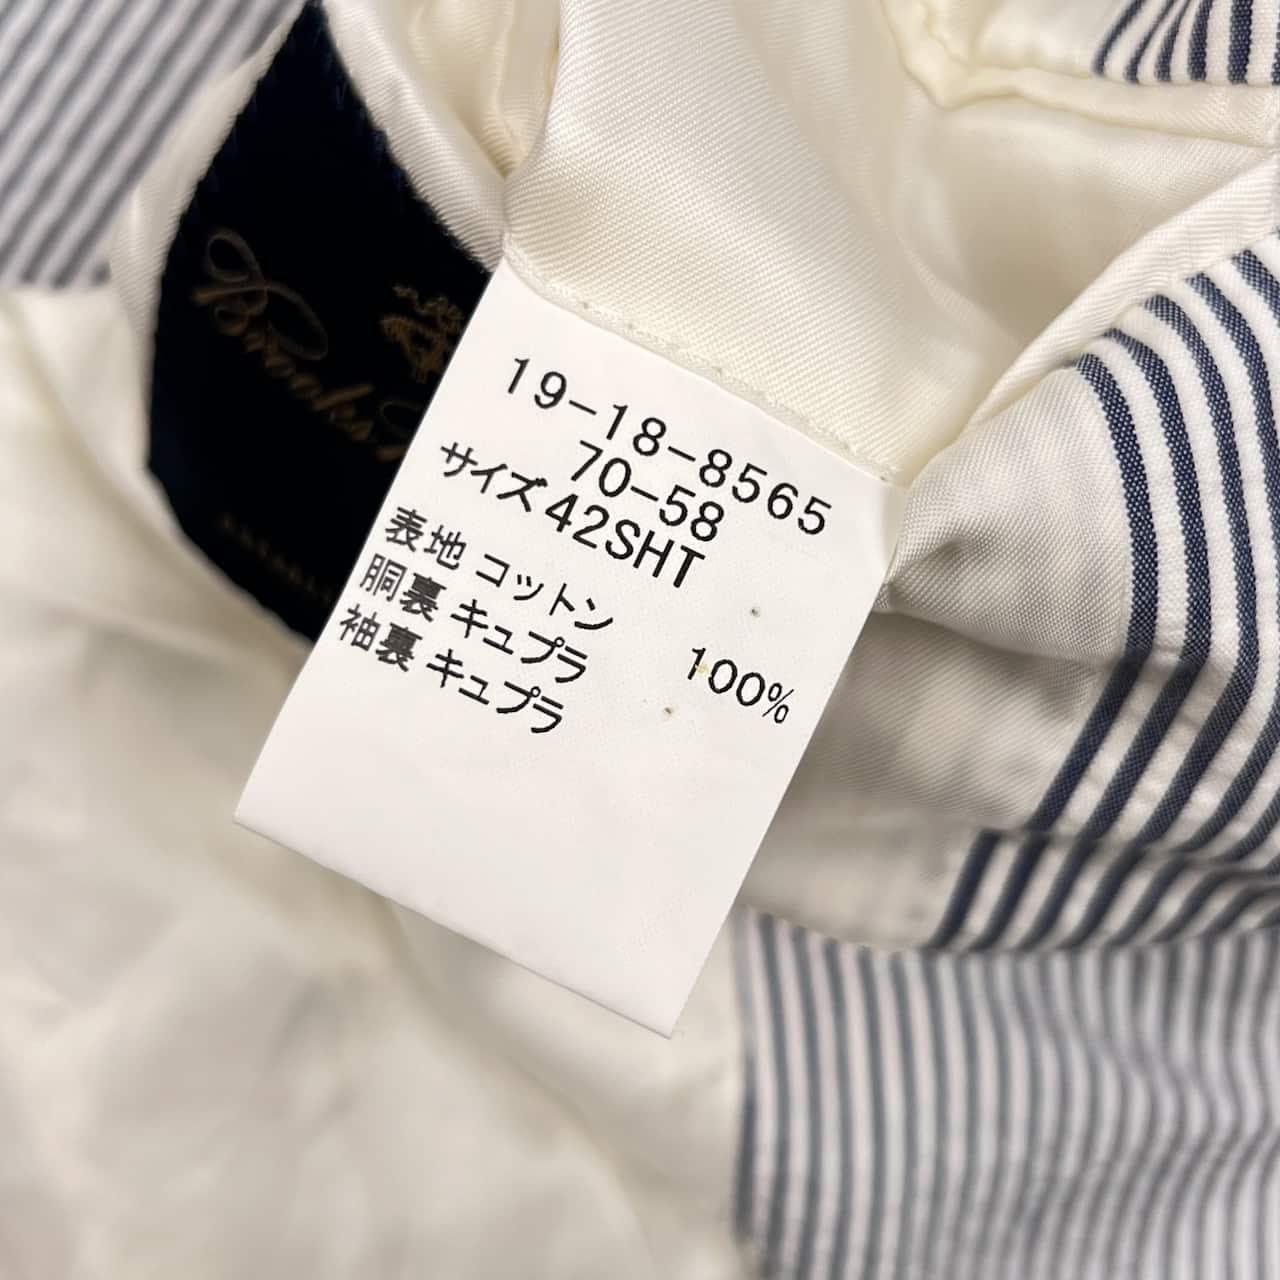 Brooks
19-18-8565
70-58
サイズ42SHT
表地 コットン 100%
胴裏 キュプラ
袖裏 キュプラ